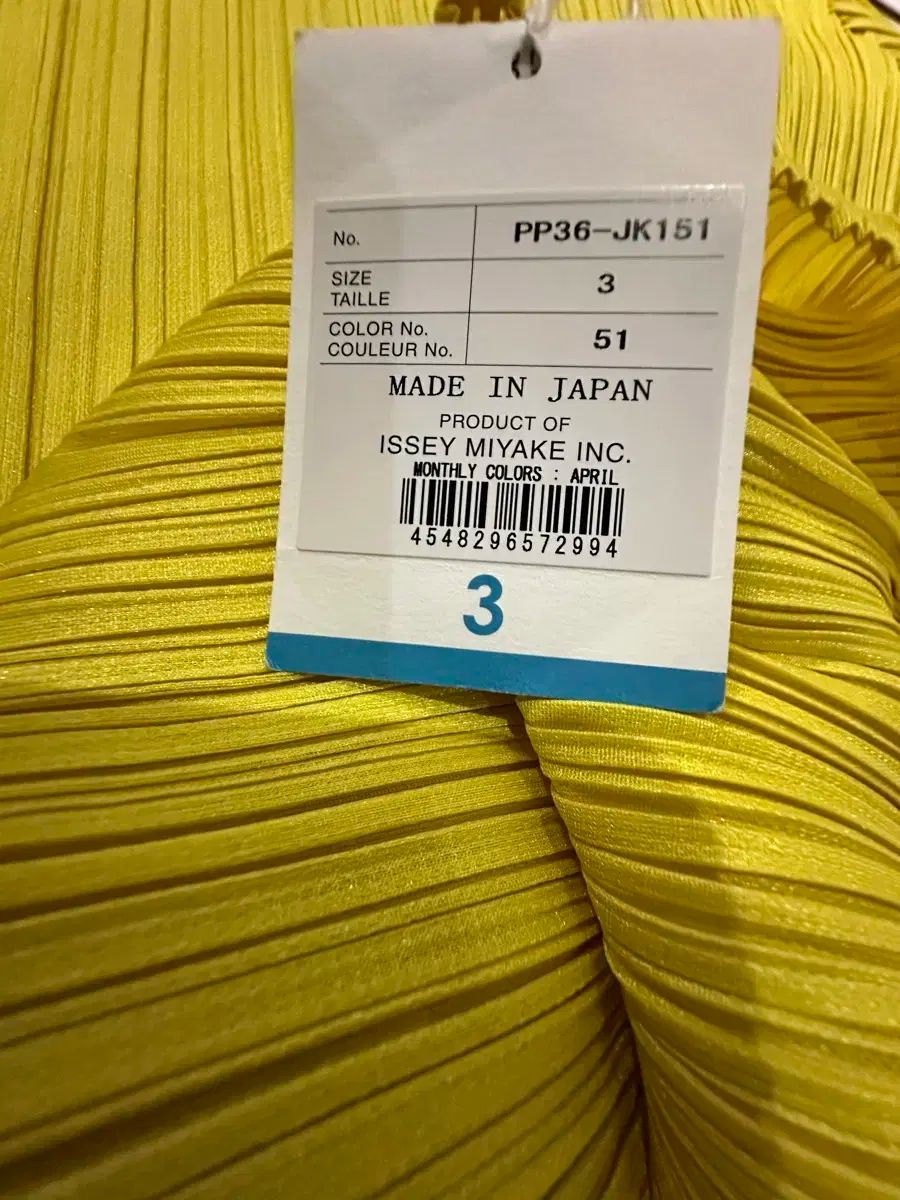 No. PP36-JK151
SIZE
TAILLE 3
COLOR No.
COULEUR No. 51
MADE IN JAPAN
PRODUCT OF
ISSEY MIYAKE INC.
MONTHLY COLORS : APRIL
4548296572994
3